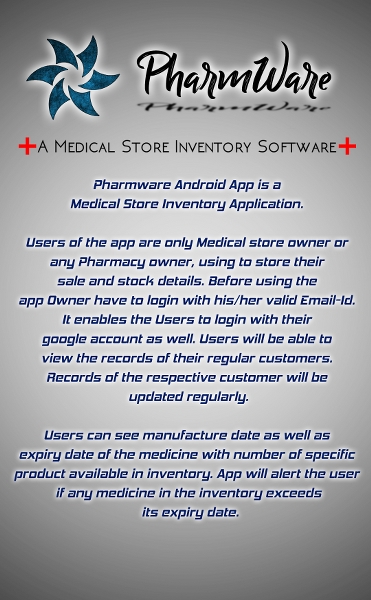 PharmWare
A Medical Store Inventory Software
Pharmware Android App is a
Medical Store Inventory Application.
Users of the app are only Medical store owner or
any Pharmacy owner, using to store their
sale and stock details. Before using the
app Owner have to login with his/her valid Email-Id.
It enables the Users to login with their
google account as well. Users will be able to
view the records of their regular customers.
Records of the respective customer will be
updated regularly.
Users can see manufacture date as well as
expiry date of the medicine with number of specific
product available in inventory. App will alert the user
if any medicine in the inventory exceeds
its expiry date.